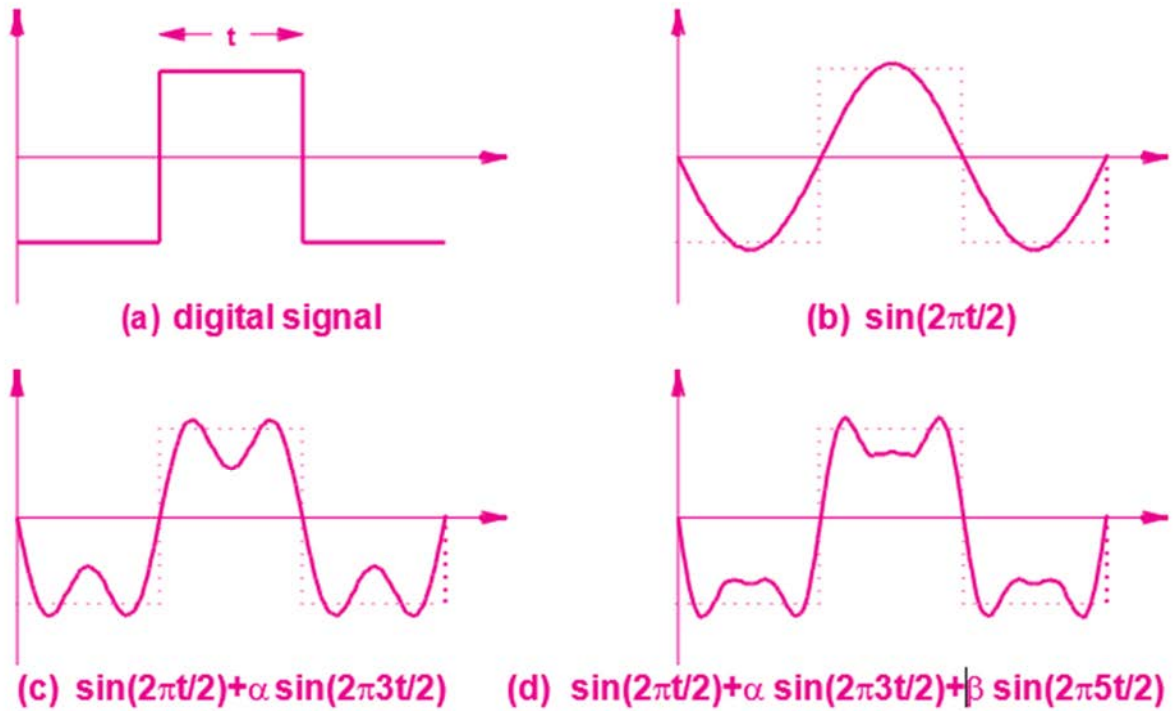 t
(a) digital signal
(b) sin(2πt/2)
(c) sin(2πt/2)+α sin(2π3t/2)
(d) sin(2πt/2)+α sin(2π3t/2)+β sin(2π5t/2)